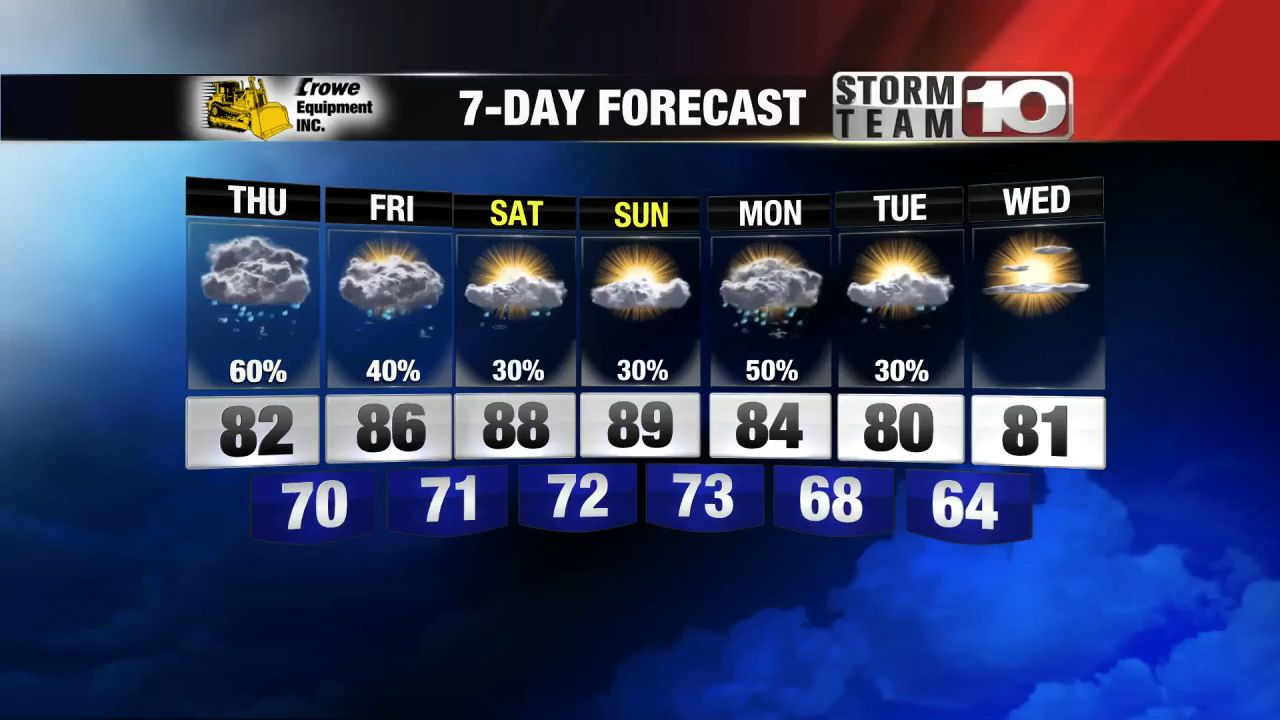 Crowe
Equipment
INC.
7-DAY FORECAST
STORM
TEAM
10
THU FRI SAT SUN MON TUE WED
60% 40% 30% 30% 50% 30%
82 86 88 89 84 80 81
70 71 72 73 68 64